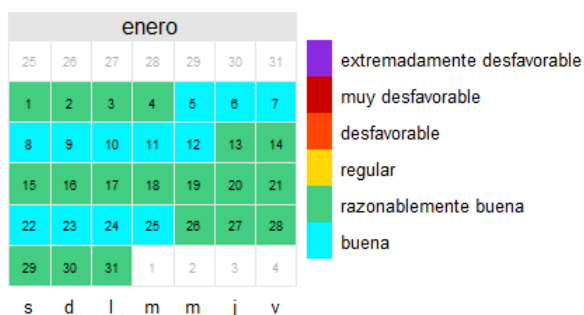 enero
25 26 27 28 29 30 31
1 2 3 4 5 6 7
8 9 10 11 12 13 14
15 16 17 18 19 20 21
22 23 24 25 26 27 28
29 30 31 1 2 3 4
s d l m m j v
extremadamente desfavorable
muy desfavorable
desfavorable
regular
razonablemente buena
buena